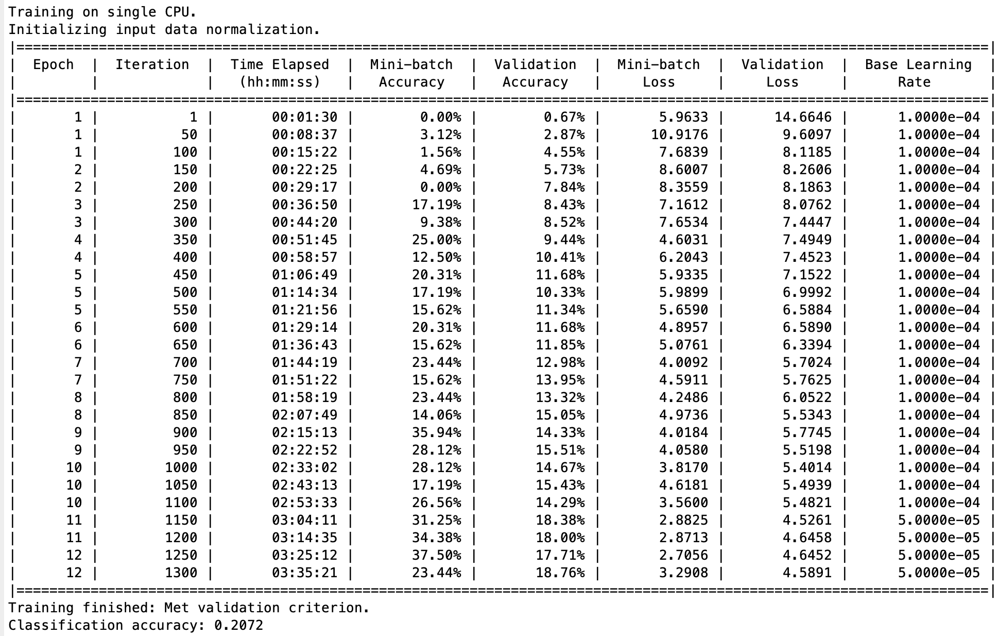 Training on single CPU.
Initializing input data normalization.
|======================================================================================================================|
|  Epoch  |  Iteration  |  Time Elapsed  |  Mini-batch  |  Validation  |  Mini-batch  |  Validation  |  Base Learning  |
|         |             |   (hh:mm:ss)   |   Accuracy   |   Accuracy   |     Loss     |     Loss     |      Rate       |
|======================================================================================================================|
|       1 |           1 |       00:01:30 |        0.00% |        0.67% |       5.9633 |      14.6646 |      1.0000e-04 |
|       1 |          50 |       00:08:37 |        3.12% |        2.87% |      10.9176 |       9.6097 |      1.0000e-04 |
|       1 |         100 |       00:15:22 |        1.56% |        4.55% |       7.6839 |       8.1185 |      1.0000e-04 |
|       2 |         150 |       00:22:25 |        4.69% |        5.73% |       8.6007 |       8.2606 |      1.0000e-04 |
|       2 |         200 |       00:29:17 |        0.00% |        7.84% |       8.3559 |       8.1863 |      1.0000e-04 |
|       3 |         250 |       00:36:50 |       17.19% |        8.43% |       7.1612 |       8.0762 |      1.0000e-04 |
|       3 |         300 |       00:44:20 |        9.38% |        8.52% |       7.6534 |       7.4447 |      1.0000e-04 |
|       4 |         350 |       00:51:45 |       25.00% |        9.44% |       4.6031 |       7.4949 |      1.0000e-04 |
|       4 |         400 |       00:58:57 |       12.50% |       10.41% |       6.2043 |       7.4523 |      1.0000e-04 |
|       5 |         450 |       01:06:49 |       20.31% |       11.68% |       5.9335 |       7.1522 |      1.0000e-04 |
|       5 |         500 |       01:14:34 |       17.19% |       10.33% |       5.9899 |       6.9992 |      1.0000e-04 |
|       5 |         550 |       01:21:56 |       15.62% |       11.34% |       5.6590 |       6.5884 |      1.0000e-04 |
|       6 |         600 |       01:29:14 |       20.31% |       11.68% |       4.8957 |       6.5890 |      1.0000e-04 |
|       6 |         650 |       01:36:43 |       15.62% |       11.85% |       5.0761 |       6.3394 |      1.0000e-04 |
|       7 |         700 |       01:44:19 |       23.44% |       12.98% |       4.0092 |       5.7024 |      1.0000e-04 |
|       7 |         750 |       01:51:22 |       15.62% |       13.95% |       4.5911 |       5.7625 |      1.0000e-04 |
|       8 |         800 |       01:58:19 |       23.44% |       13.32% |       4.2486 |       6.0522 |      1.0000e-04 |
|       8 |         850 |       02:07:49 |       14.06% |       15.05% |       4.9736 |       5.5343 |      1.0000e-04 |
|       9 |         900 |       02:15:13 |       35.94% |       14.33% |       4.0184 |       5.7745 |      1.0000e-04 |
|       9 |         950 |       02:22:52 |       28.12% |       15.51% |       4.0580 |       5.5198 |      1.0000e-04 |
|      10 |        1000 |       02:33:02 |       28.12% |       14.67% |       3.8170 |       5.4014 |      1.0000e-04 |
|      10 |        1050 |       02:43:13 |       17.19% |       15.43% |       4.6181 |       5.4939 |      1.0000e-04 |
|      10 |        1100 |       02:53:33 |       26.56% |       14.29% |       3.5600 |       5.4821 |      1.0000e-04 |
|      11 |        1150 |       03:04:11 |       31.25% |       18.38% |       2.8825 |       4.5261 |      5.0000e-05 |
|      11 |        1200 |       03:14:35 |       34.38% |       18.00% |       2.8713 |       4.6458 |      5.0000e-05 |
|      12 |        1250 |       03:25:12 |       37.50% |       17.71% |       2.7056 |       4.6452 |      5.0000e-05 |
|      12 |        1300 |       03:35:21 |       23.44% |       18.76% |       3.2908 |       4.5891 |      5.0000e-05 |
|======================================================================================================================|
Training finished: Met validation criterion.
Classification accuracy: 0.2072